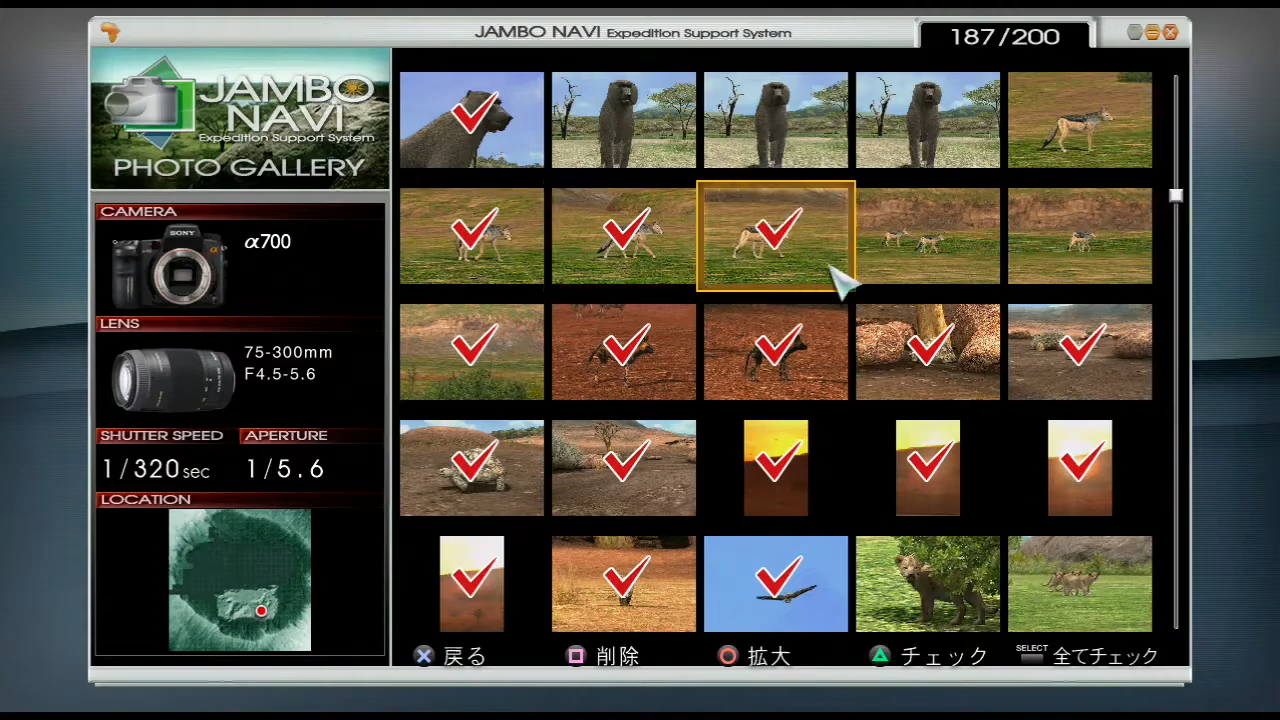 JAMBO NAVI Expedition Support System
187/200
JAMBO
NAVI
Expedition Support System
PHOTO GALLERY
CAMERA
SONY
α
α700
LENS
75-300mm
F4.5-5.6
SHUTTER SPEED
APERTURE
1/320sec
1/5.6
LOCATION
戻る
削除
拡大
チェック
SELECT
全てチェック